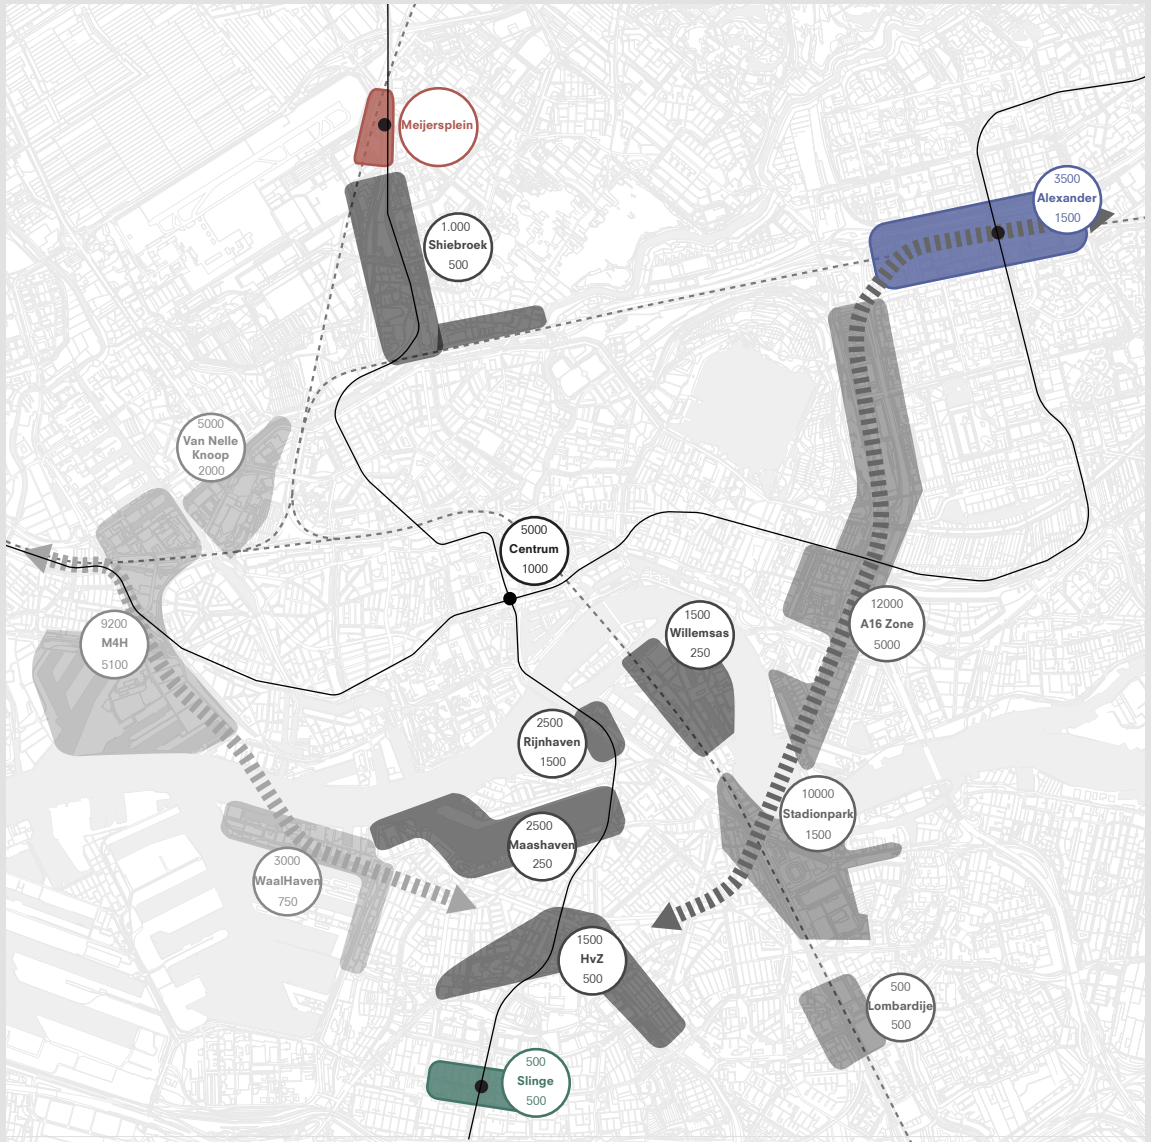 Meijersplein
3500
Alexander
1500
1.000
Shiebroek
500
5000
Van Nelle
Knoop
2000
5000
Centrum
1000
9200
M4H
5100
1500
Willemsas
250
12000
A16 Zone
5000
2500
Rijnhaven
1500
10000
Stadionpark
1500
2500
Maashaven
250
3000
WaalHaven
750
1500
HvZ
500
500
Lombardije
500
500
Slinge
500